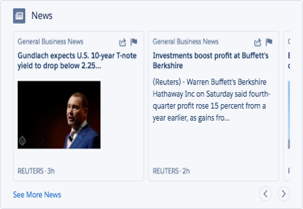 News
General Business News
Gundlach expects U.S. 10-year T-note
yield to drop below 2.25...
REUTERS · 3h
General Business News
Investments boost profit at Buffett's
Berkshire
(Reuters) - Warren Buffett's Berkshire
Hathaway Inc on Saturday said fourth-
quarter profit rose 15 percent from a
year earlier, as gains fro...
REUTERS · 2h
See More News